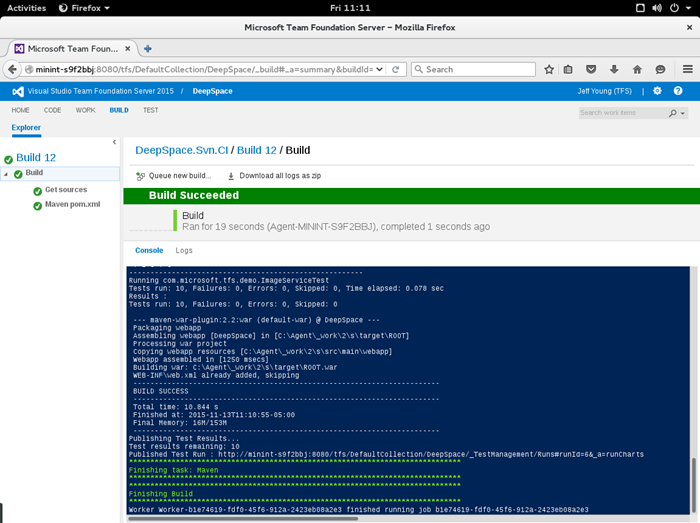 Activities
Firefox
Fri 11:11
Microsoft Team Foundation Server - Mozilla Firefox
Microsoft Team Foun...
minint-s9f2bbj:8080/tfs/DefaultCollection/DeepSpace/_build#_a=summary&buildId=
Search
Visual Studio Team Foundation Server 2015 / DeepSpace
Jeff Young (TFS)
HOME CODE WORK BUILD TEST
Search work items
Explorer
Build 12
Build
Get sources
Maven pom.xml
DeepSpace.Svn.CI / Build 12 / Build
Queue new build... Download all logs as zip
Build Succeeded
Build
Ran for 19 seconds (Agent-MININT-S9F2BBJ), completed 1 seconds ago
Console Logs
-------------------------------------------------------
Running com.microsoft.tfs.demo.ImageServiceTest
Tests run: 10, Failures: 0, Errors: 0, Skipped: 0, Time elapsed: 0.078 sec
Results :
Tests run: 10, Failures: 0, Errors: 0, Skipped: 0
--- maven-war-plugin:2.2:war (default-war) @ DeepSpace ---
Packaging webapp
Assembling webapp [DeepSpace] in [C:\Agent\_work\2\s\target\ROOT]
Processing war project
Copying webapp resources [C:\Agent\_work\2\s\src\main\webapp]
Webapp assembled in [1250 msecs]
Building war: C:\Agent\_work\2\s\target\ROOT.war
WEB-INF\web.xml already added, skipping
------------------------------------------------------------------------
BUILD SUCCESS
------------------------------------------------------------------------
Total time: 10.844 s
Finished at: 2015-11-13T11:10:55-05:00
Final Memory: 16M/153M
------------------------------------------------------------------------
Publishing Test Results...
Test results remaining: 10
Published Test Run : http://minint-s9f2bbj:8080/tfs/DefaultCollection/DeepSpace/_TestManagement/Runs#runId=6&_a=runCharts
******************************************************************************
Finishing task: Maven
******************************************************************************
******************************************************************************
Finishing Build
******************************************************************************
Worker Worker-b1e74619-fdf0-45f6-912a-2423eb08a2e3 finished running job b1e74619-fdf0-45f6-912a-2423eb08a2e3